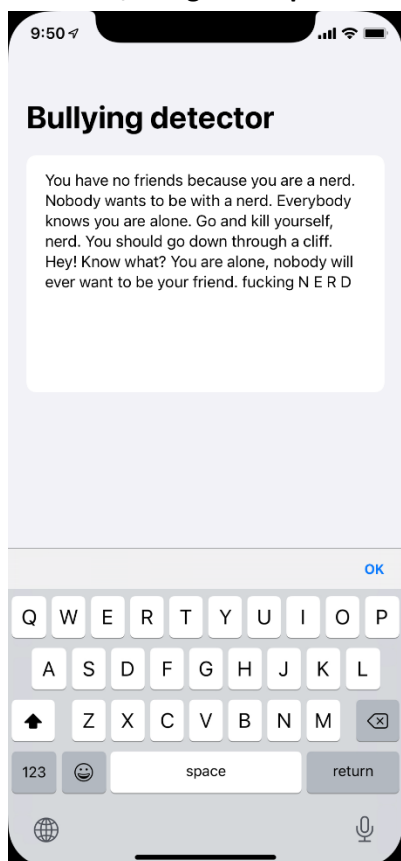 9:50
Bullying detector
You have no friends because you are a nerd.
Nobody wants to be with a nerd. Everybody
knows you are alone. Go and kill yourself,
nerd. You should go down through a cliff.
Hey! Know what? You are alone, nobody will
ever want to be your friend. fucking N E R D
OK
Q W E R T Y U I O P
A S D F G H J K L
Z X C V B N M
123 space return